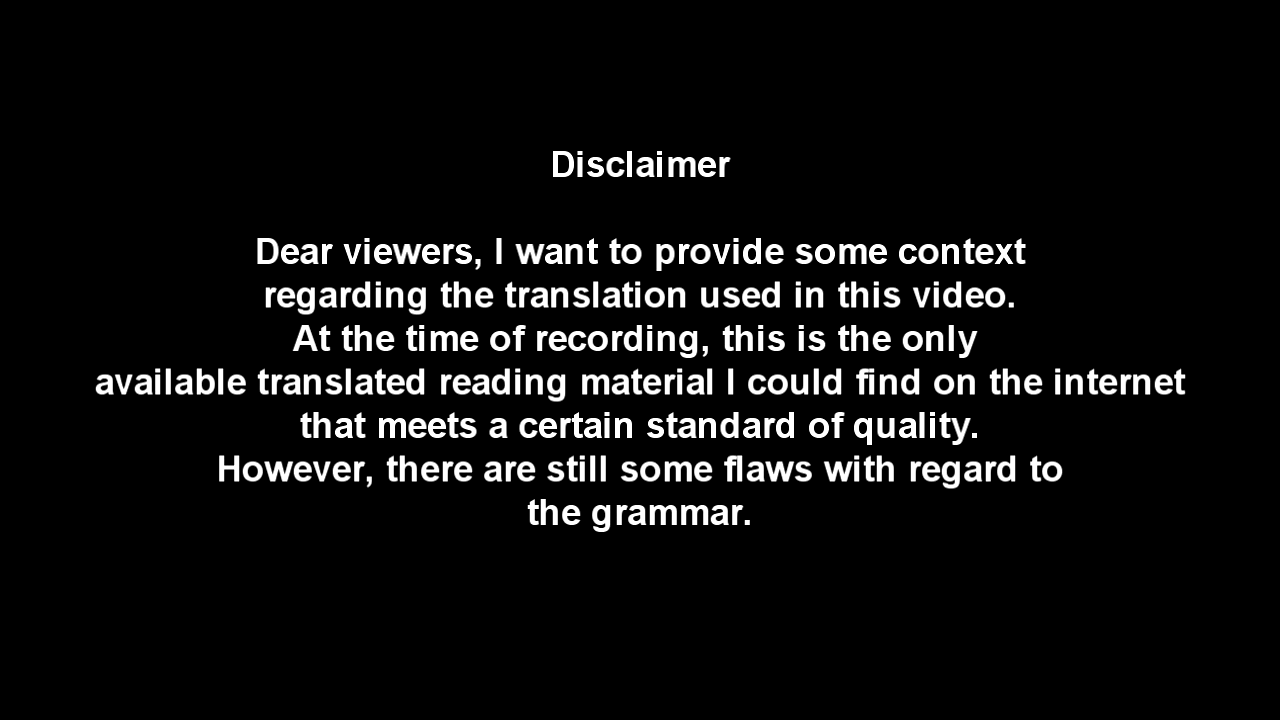 Disclaimer
Dear viewers, I want to provide some context
regarding the translation used in this video.
At the time of recording, this is the only
available translated reading material I could find on the internet
that meets a certain standard of quality.
However, there are still some flaws with regard to
the grammar.